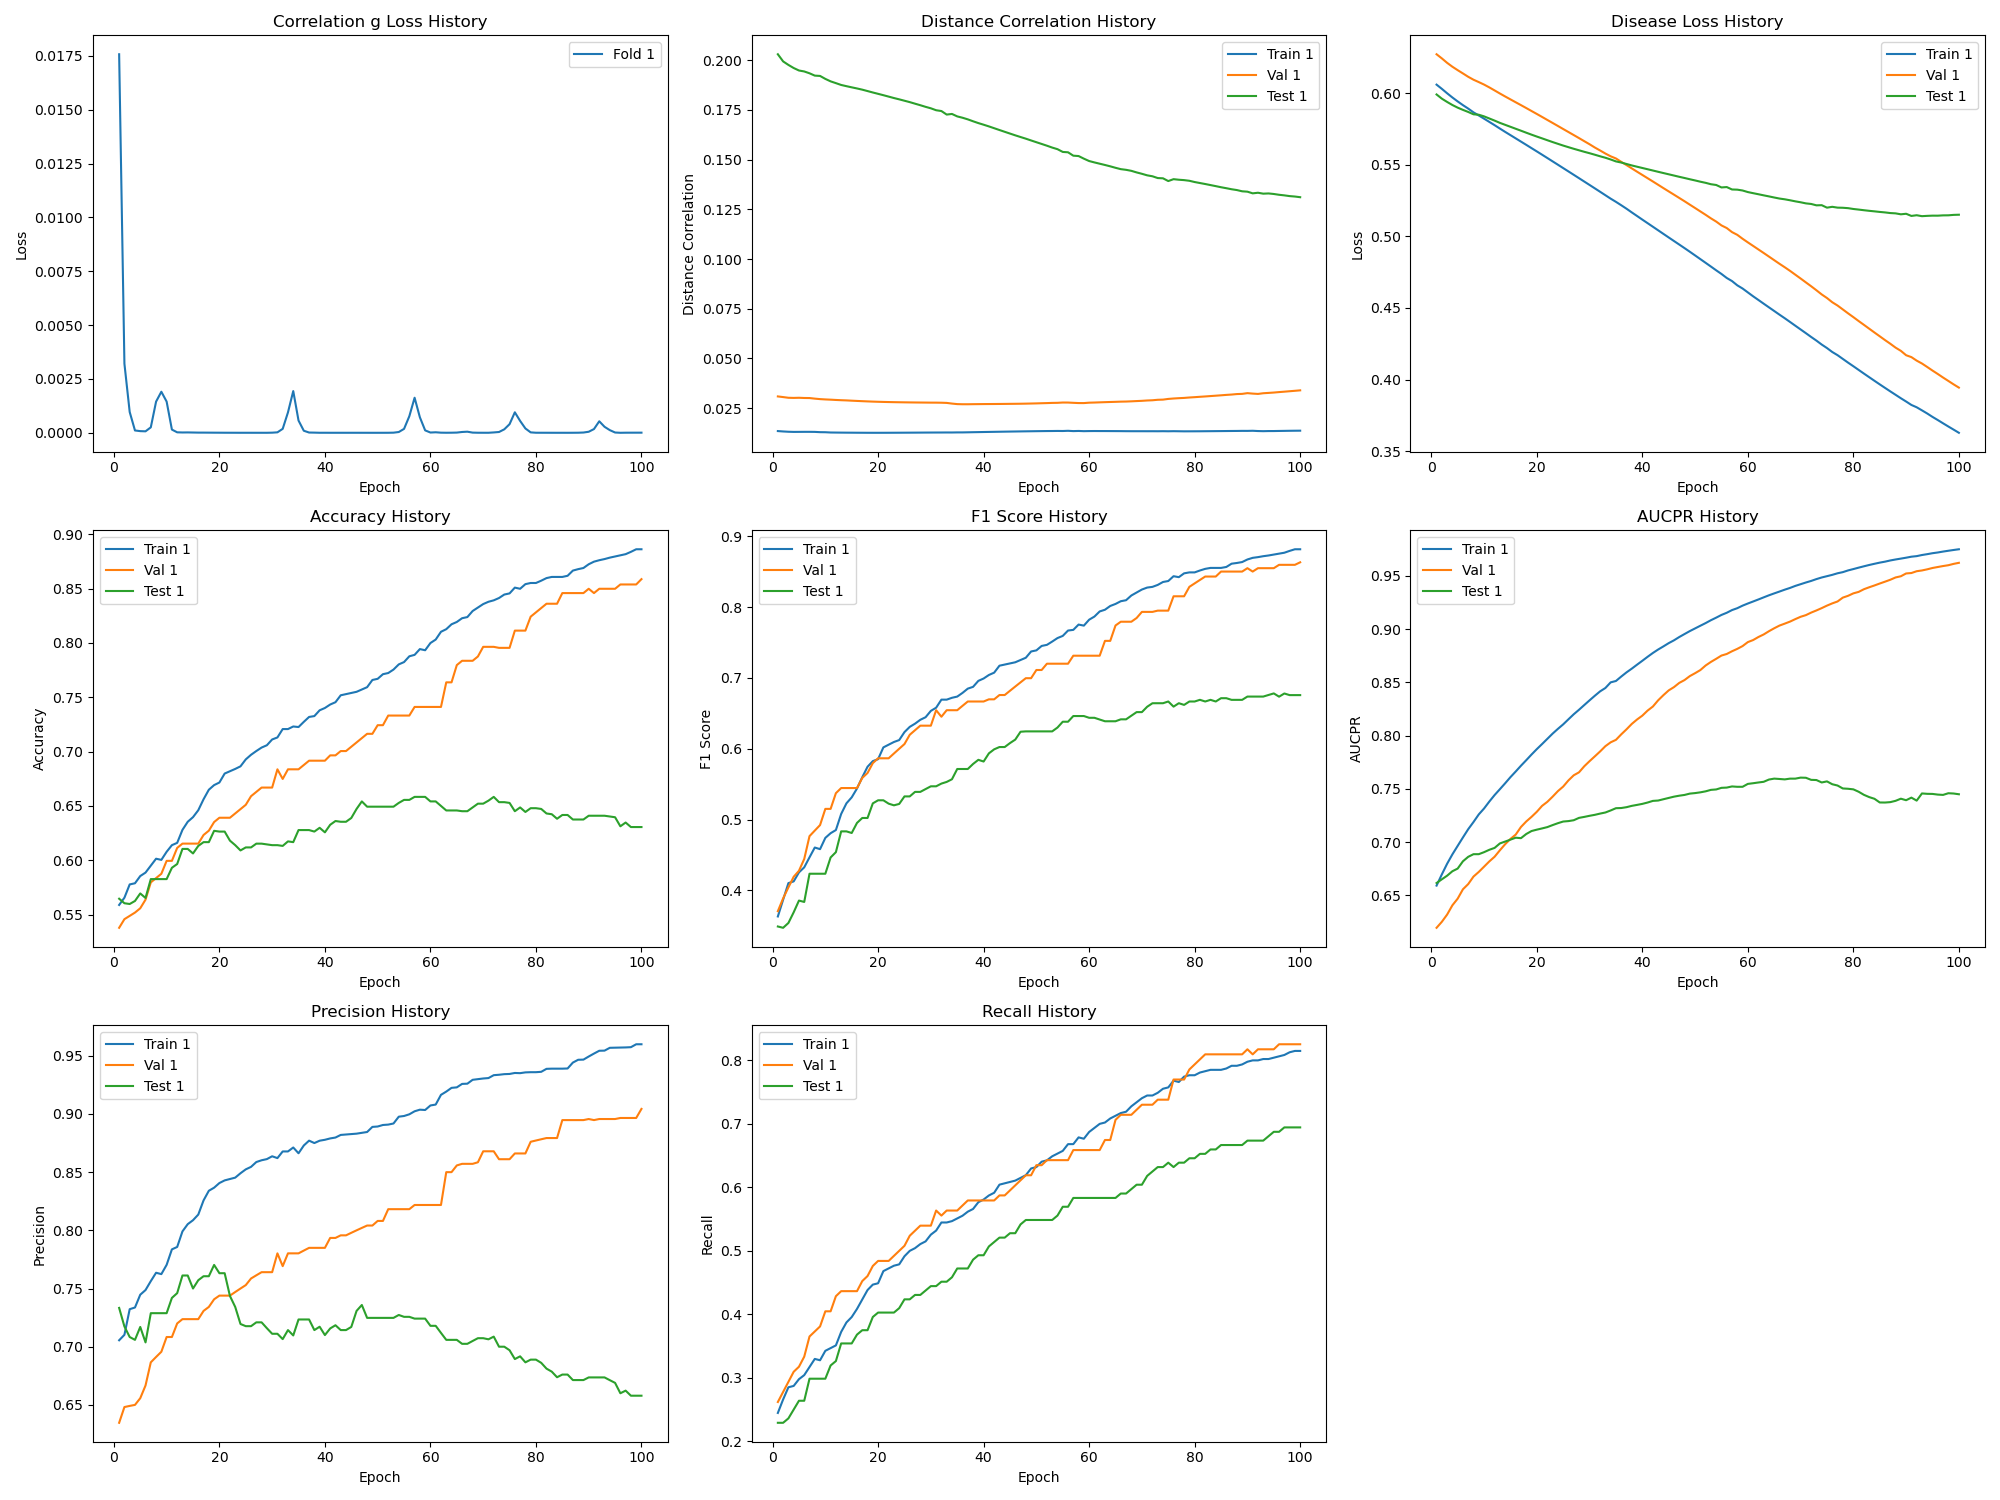 Correlation g Loss History
Loss
0.0175
0.0150
0.0125
0.0100
0.0075
0.0050
0.0025
0.0000
Fold 1
0 20 40 60 80 100
Epoch
Distance Correlation History
Distance Correlation
0.200
0.175
0.150
0.125
0.100
0.075
0.050
0.025
Train 1
Val 1
Test 1
0 20 40 60 80 100
Epoch
Disease Loss History
Loss
0.60
0.55
0.50
0.45
0.40
0.35
Train 1
Val 1
Test 1
0 20 40 60 80 100
Epoch
Accuracy History
Accuracy
0.90
0.85
0.80
0.75
0.70
0.65
0.60
0.55
Train 1
Val 1
Test 1
0 20 40 60 80 100
Epoch
F1 Score History
F1 Score
0.9
0.8
0.7
0.6
0.5
0.4
Train 1
Val 1
Test 1
0 20 40 60 80 100
Epoch
AUCPR History
AUCPR
0.95
0.90
0.85
0.80
0.75
0.70
0.65
Train 1
Val 1
Test 1
0 20 40 60 80 100
Epoch
Precision History
Precision
0.95
0.90
0.85
0.80
0.75
0.70
0.65
Train 1
Val 1
Test 1
0 20 40 60 80 100
Epoch
Recall History
Recall
0.8
0.7
0.6
0.5
0.4
0.3
0.2
Train 1
Val 1
Test 1
0 20 40 60 80 100
Epoch